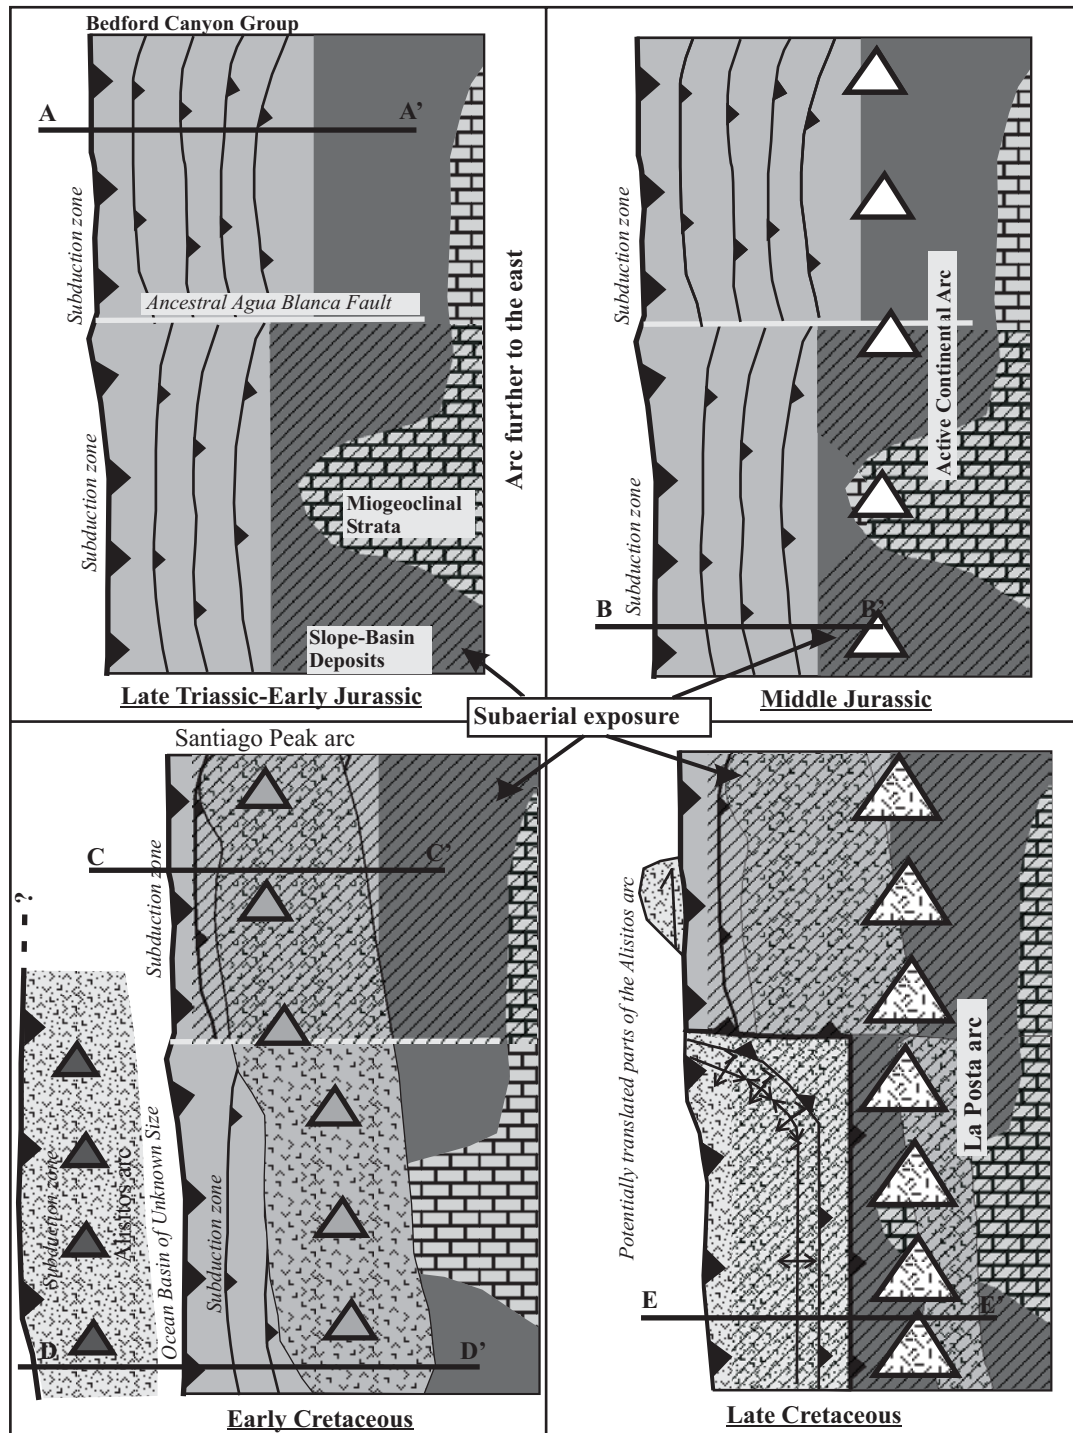 Bedford Canyon Group
A
A'
Subduction zone
Ancestral Agua Blanca Fault
Subduction zone
Arc further to the east
Miogeoclinal
Strata
Slope-Basin
Deposits
Late Triassic-Early Jurassic
Subduction zone
Active Continental Arc
Subduction zone
B
B'
Middle Jurassic
Subaerial exposure
Santiago Peak arc
C
C'
Subduction zone
?
Subduction zone
Alisitos arc
Ocean Basin of Unknown Size
Subduction zone
D
D'
Early Cretaceous
Potentially translated parts of the Alisitos arc
La Posta arc
E
E'
Late Cretaceous